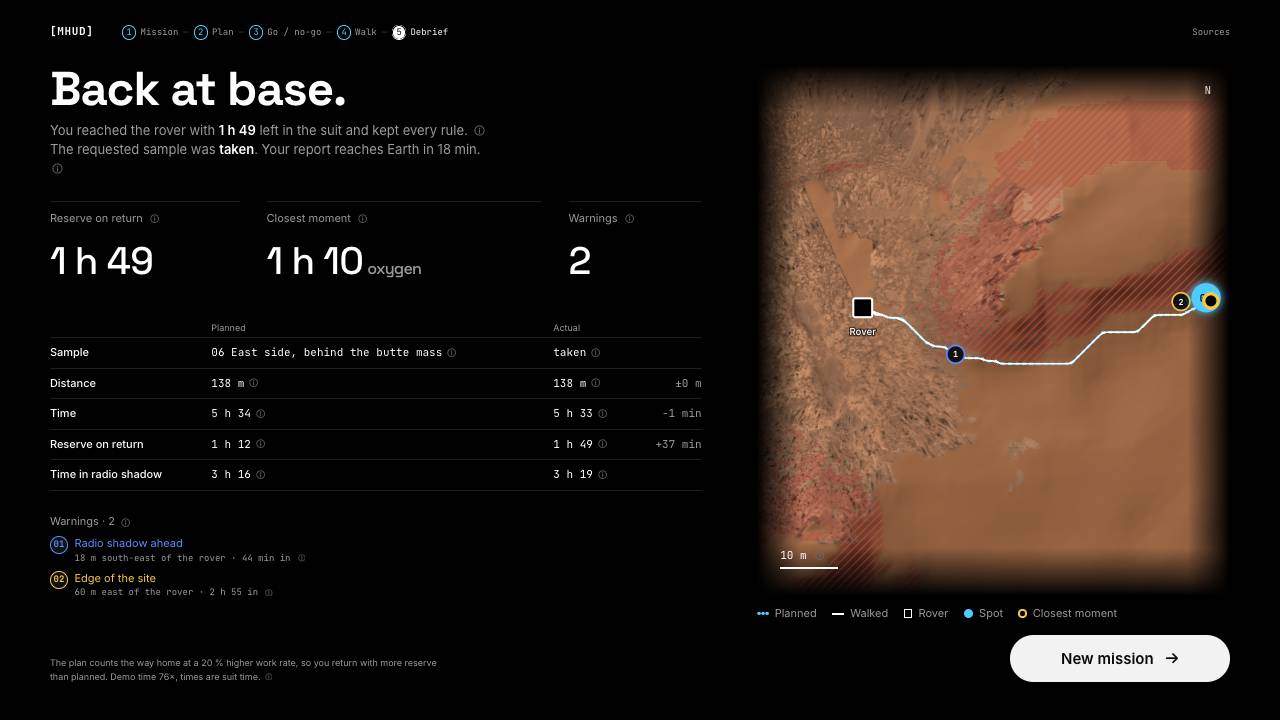 [MHUD] 1 Mission 2 Plan 3 Go / no-go 4 Walk 5 Debrief Sources
Back at base.
You reached the rover with 1 h 49 left in the suit and kept every rule.
The requested sample was taken. Your report reaches Earth in 18 min.
Reserve on return Closest moment Warnings
1 h 49 1 h 10 oxygen 2
Planned Actual
Sample 06 East side, behind the butte mass taken
Distance 138 m 138 m ±0 m
Time 5 h 34 5 h 33 -1 min
Reserve on return 1 h 12 1 h 49 +37 min
Time in radio shadow 3 h 16 3 h 19
Warnings · 2
01 Radio shadow ahead
18 m south-east of the rover · 44 min in
02 Edge of the site
60 m east of the rover · 2 h 55 in
The plan counts the way home at a 20 % higher work rate, so you return with more reserve
than planned. Demo time 76×, times are suit time.
N
2
Rover
1
10 m
Planned Walked Rover Spot Closest moment
New mission →